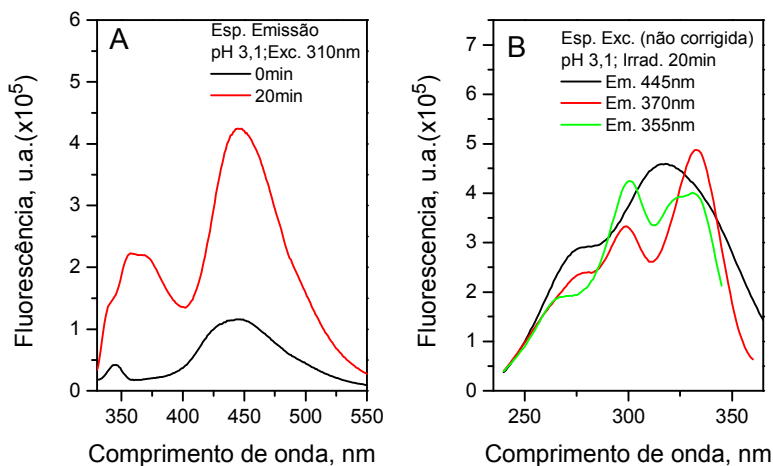 A
Esp. Emissão
pH 3,1;Exc. 310nm
0min
20min
Fluorescência, u.a.(x10⁵)
6
5
4
3
2
1
0
350 400 450 500 550
Comprimento de onda, nm
B
Esp. Exc. (não corrigida)
pH 3,1; Irrad. 20min
Em. 445nm
Em. 370nm
Em. 355nm
Fluorescencia, u.a.(x10⁵)
7
6
5
4
3
2
1
0
250 300 350
Comprimento de onda, nm